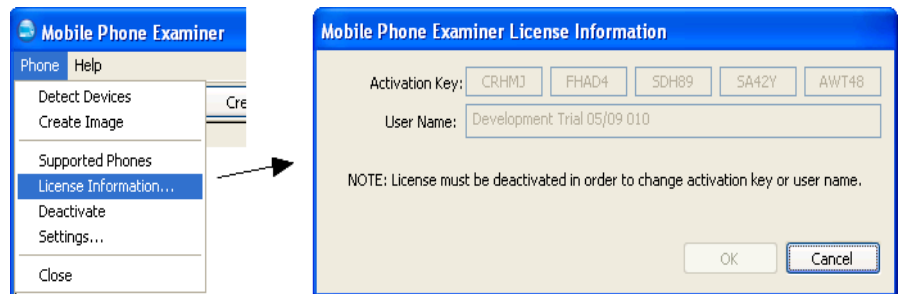 Mobile Phone Examiner
Phone Help
Detect Devices
Cre
Create Image
Supported Phones
License Information...
Deactivate
Settings...
Close
Mobile Phone Examiner License Information
Activation Key: CRHMJ FHAD4 SDH89 SA42Y AWT48
User Name: Development Trial 05/09 010
NOTE: License must be deactivated in order to change activation key or user name.
OK Cancel